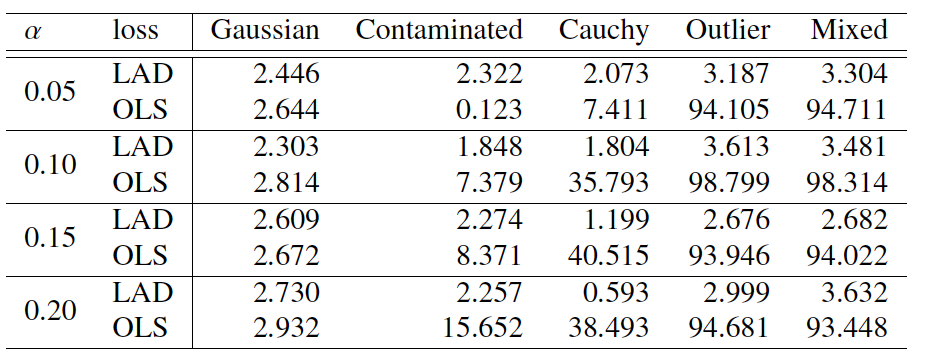 α loss Gaussian Contaminated Cauchy Outlier Mixed
0.05 LAD 2.446 2.322 2.073 3.187 3.304
OLS 2.644 0.123 7.411 94.105 94.711
0.10 LAD 2.303 1.848 1.804 3.613 3.481
OLS 2.814 7.379 35.793 98.799 98.314
0.15 LAD 2.609 2.274 1.199 2.676 2.682
OLS 2.672 8.371 40.515 93.946 94.022
0.20 LAD 2.730 2.257 0.593 2.999 3.632
OLS 2.932 15.652 38.493 94.681 93.448